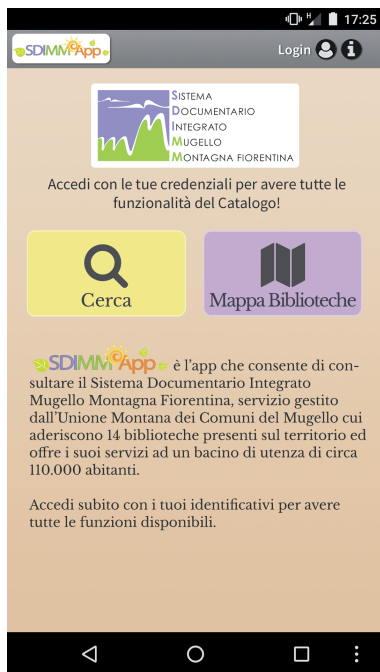 H 17:25
SDIMMApp
Login
SISTEMA
DOCUMENTARIO
INTEGRATO
MUGELLO
MONTAGNA FIORENTINA
Accedi con le tue credenziali per avere tutte le
funzionalità del Catalogo!
Cerca
Mappa Biblioteche
SDIMMApp è l'app che consente di con-
sultare il Sistema Documentario Integrato
Mugello Montagna Fiorentina, servizio gestito
dall'Unione Montana dei Comuni del Mugello cui
aderiscono 14 biblioteche presenti sul territorio ed
offre i suoi servizi ad un bacino di utenza di circa
110.000 abitanti.
Accedi subito con i tuoi identificativi per avere
tutte le funzioni disponibili.